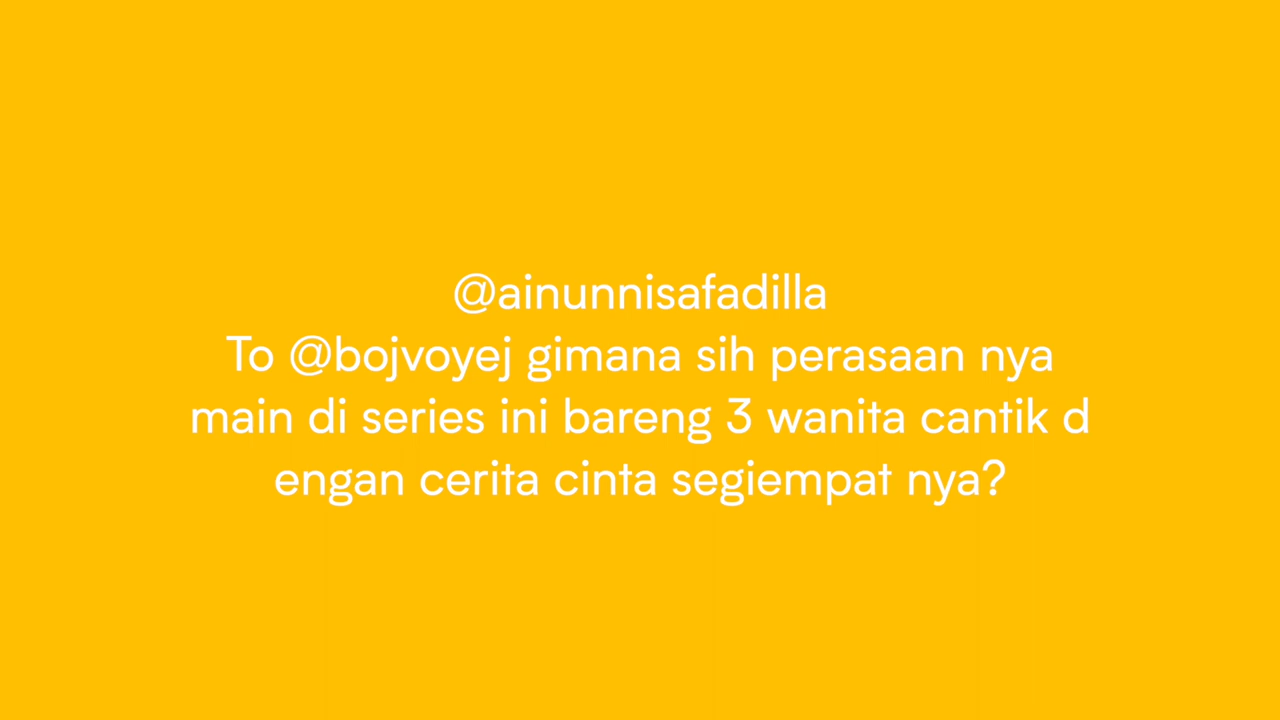 @ainunnisafadilla
To @bojvoyej gimana sih perasaan nya
main di series ini bareng 3 wanita cantik d
engan cerita cinta segiempat nya?